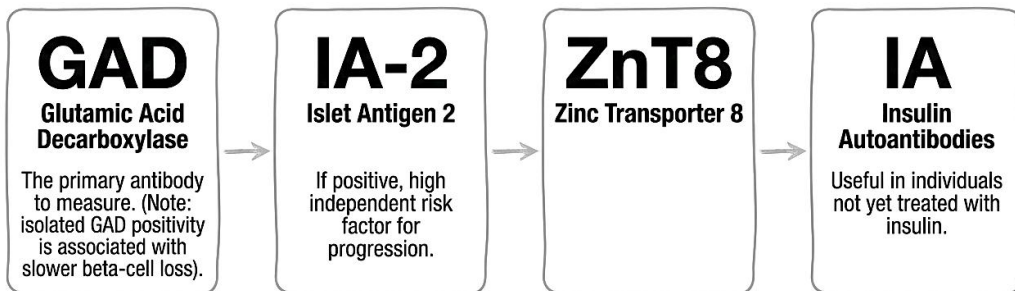 GAD
Glutamic Acid
Decarboxylase
The primary antibody
to measure. (Note:
isolated GAD positivity
is associated with
slower beta-cell loss).
IA-2
Islet Antigen 2
If positive, high
independent risk
factor for
progression.
ZnT8
Zinc Transporter 8
IA
Insulin
Autoantibodies
Useful in individuals
not yet treated with
insulin.